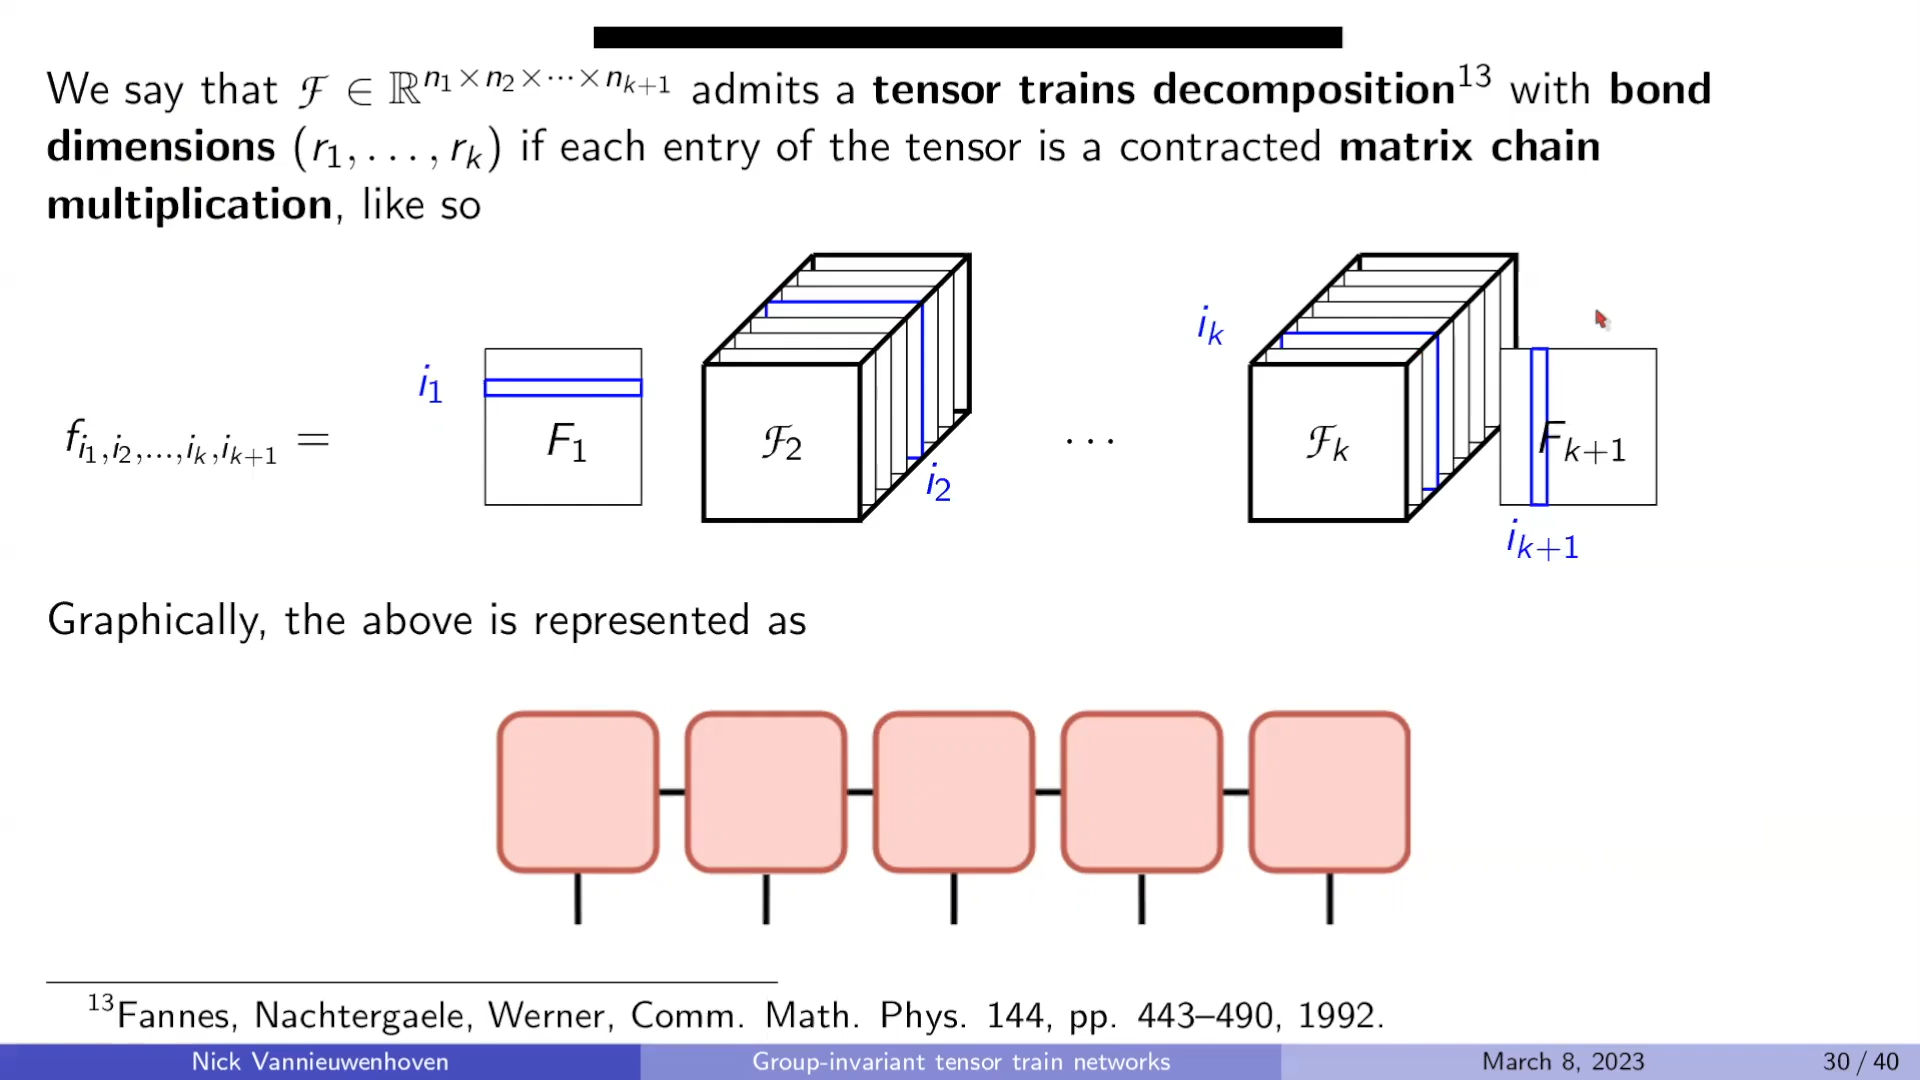 We say that ℱ ∈ ℝ^{n₁×n₂×⋯×n_{k+1}} admits a tensor trains decomposition¹³ with bond
dimensions (r₁, . . . , r_k) if each entry of the tensor is a contracted matrix chain
multiplication, like so
f_{i₁,i₂,...,i_k,i_{k+1}} =
i₁
F₁
ℱ₂
i₂
· · ·
i_k
ℱ_k
F_{k+1}
i_{k+1}
Graphically, the above is represented as
¹³Fannes, Nachtergaele, Werner, Comm. Math. Phys. 144, pp. 443–490, 1992.
Nick Vannieuwenhoven
Group-invariant tensor train networks
March 8, 2023
30 / 40